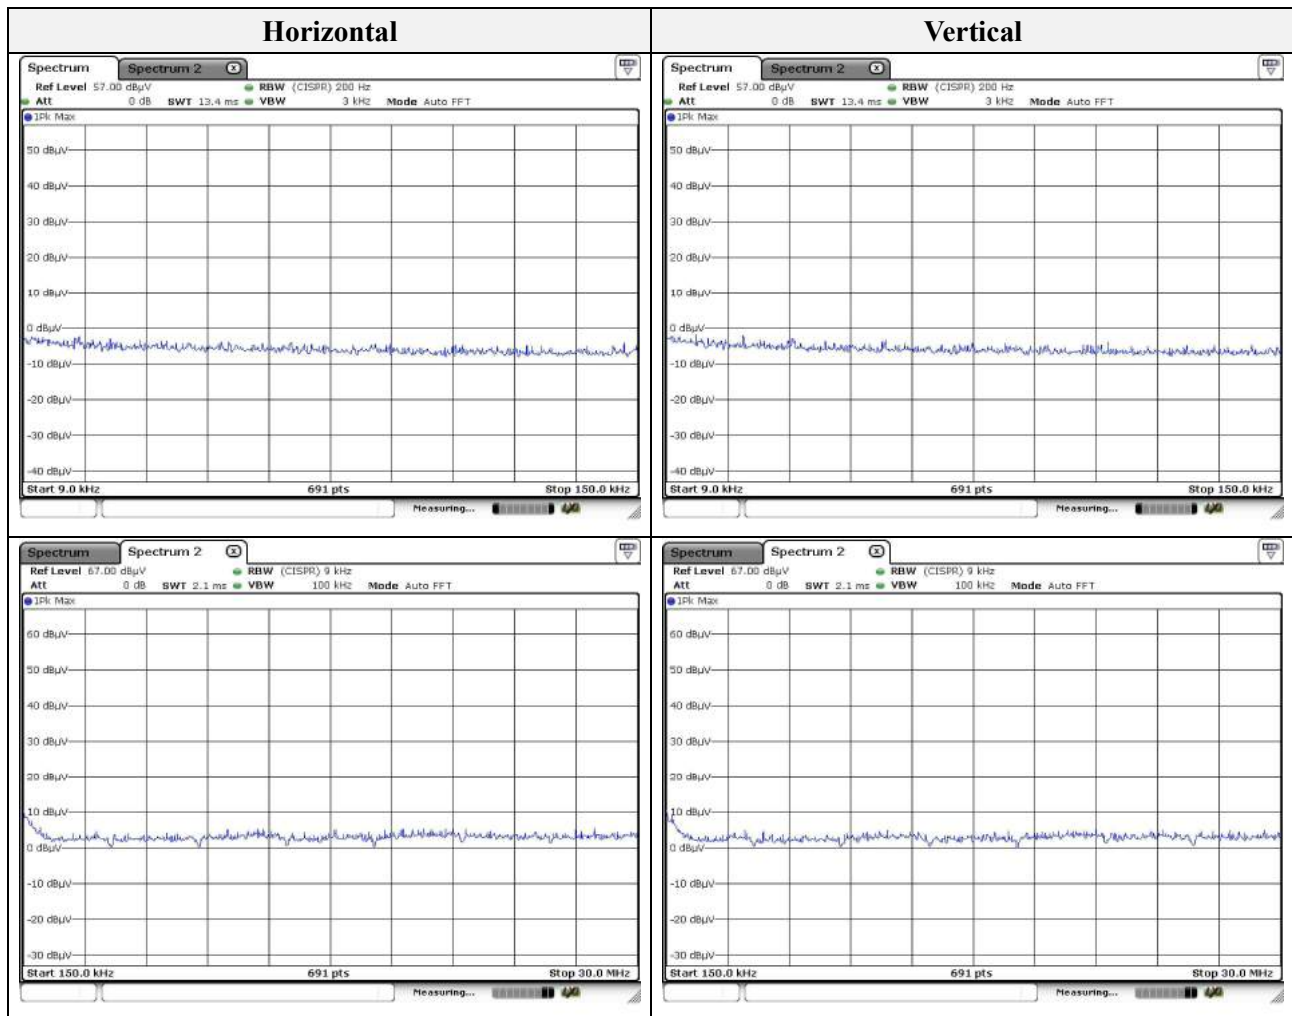 Horizontal
Vertical
Spectrum Spectrum 2 X
Ref Level 57.00 dBµV RBW (CISPR) 200 Hz
Att 0 dB SWT 13.4 ms VBW 3 kHz Mode Auto FFT
1Pk Max
50 dBµV
40 dBµV
30 dBµV
20 dBµV
10 dBµV
0 dBµV
-10 dBµV
-20 dBµV
-30 dBµV
-40 dBµV
Start 9.0 kHz 691 pts Stop 150.0 kHz
Measuring...
Spectrum Spectrum 2 X
Ref Level 57.00 dBµV RBW (CISPR) 200 Hz
Att 0 dB SWT 13.4 ms VBW 3 kHz Mode Auto FFT
1Pk Max
50 dBµV
40 dBµV
30 dBµV
20 dBµV
10 dBµV
0 dBµV
-10 dBµV
-20 dBµV
-30 dBµV
-40 dBµV
Start 9.0 kHz 691 pts Stop 150.0 kHz
Measuring...
Spectrum Spectrum 2 X
Ref Level 67.00 dBµV RBW (CISPR) 9 kHz
Att 0 dB SWT 2.1 ms VBW 100 kHz Mode Auto FFT
1Pk Max
60 dBµV
50 dBµV
40 dBµV
30 dBµV
20 dBµV
10 dBµV
0 dBµV
-10 dBµV
-20 dBµV
-30 dBµV
Start 150.0 kHz 691 pts Stop 30.0 MHz
Measuring...
Spectrum Spectrum 2 X
Ref Level 67.00 dBµV RBW (CISPR) 9 kHz
Att 0 dB SWT 2.1 ms VBW 100 kHz Mode Auto FFT
1Pk Max
60 dBµV
50 dBµV
40 dBµV
30 dBµV
20 dBµV
10 dBµV
0 dBµV
-10 dBµV
-20 dBµV
-30 dBµV
Start 150.0 kHz 691 pts Stop 30.0 MHz
Measuring...